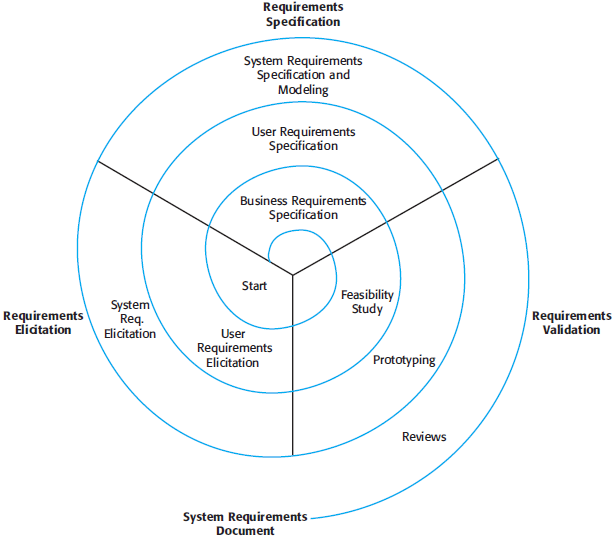 Requirements
Specification
System Requirements
Specification and
Modeling
User Requirements
Specification
Business Requirements
Specification
Start
Feasibility
Study
System
Req.
Elicitation
Requirements
Elicitation
Requirements
Validation
User
Requirements
Elicitation
Prototyping
Reviews
System Requirements
Document